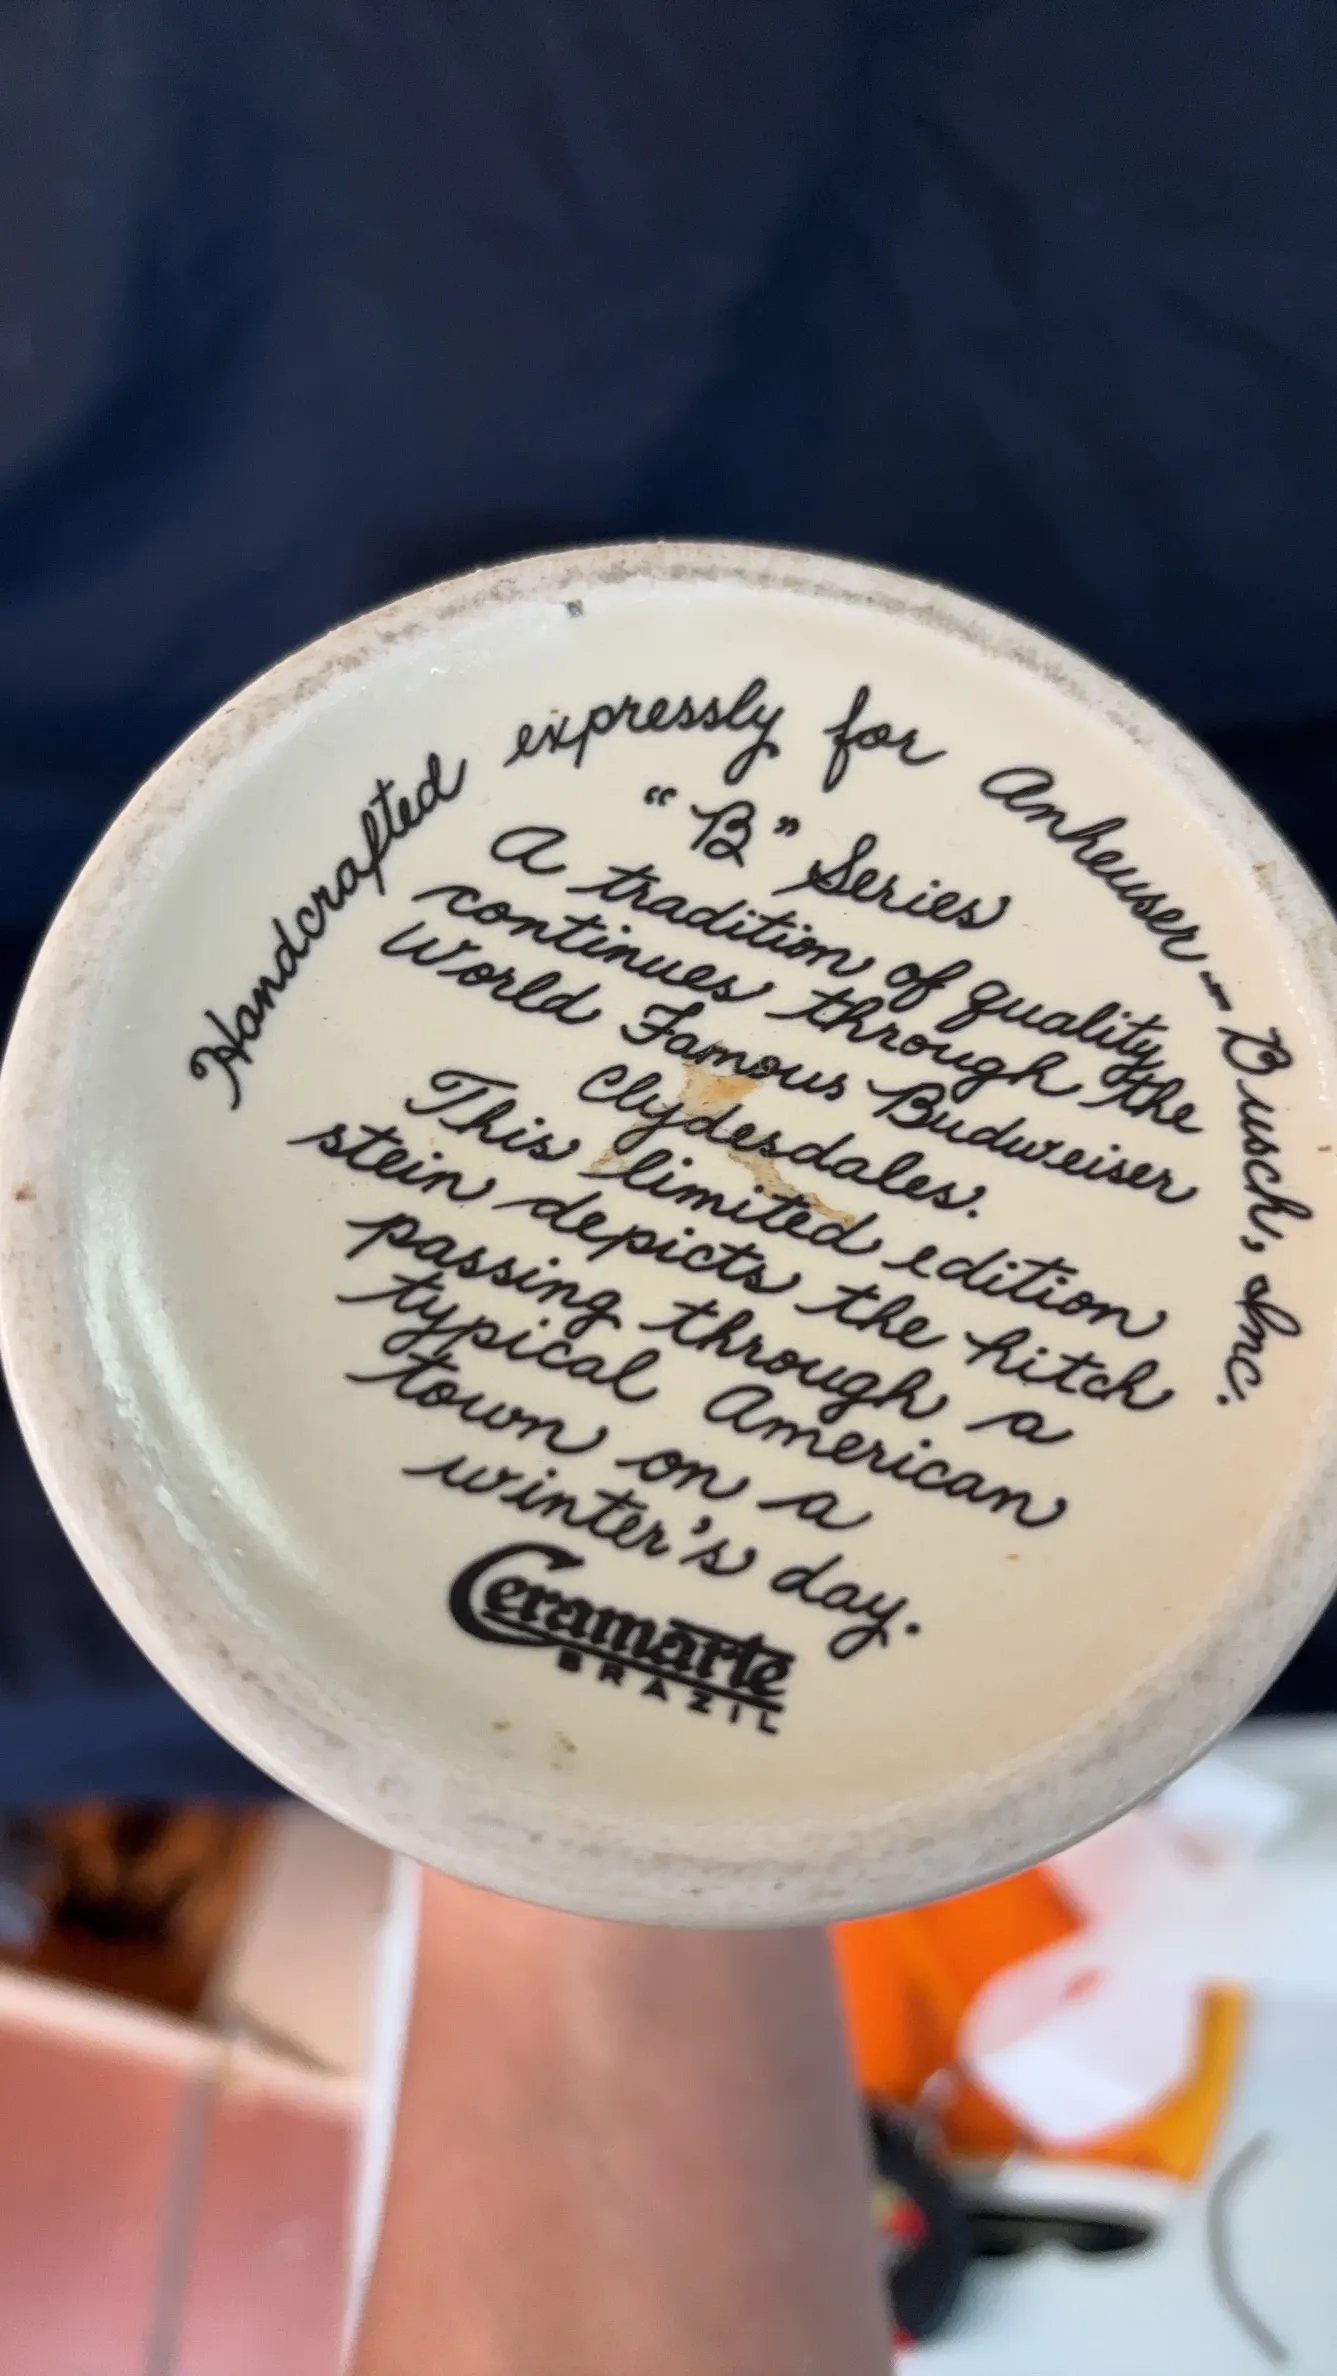 Handcrafted expressly for Anheuser-Busch, Inc.
"B" Series
A tradition of quality
continues through the
World Famous Budweiser
Clydesdales.
This limited edition
stein depicts the hitch
passing through a
typical American
town on a
winter's day.
Ceramarte
BRAZIL